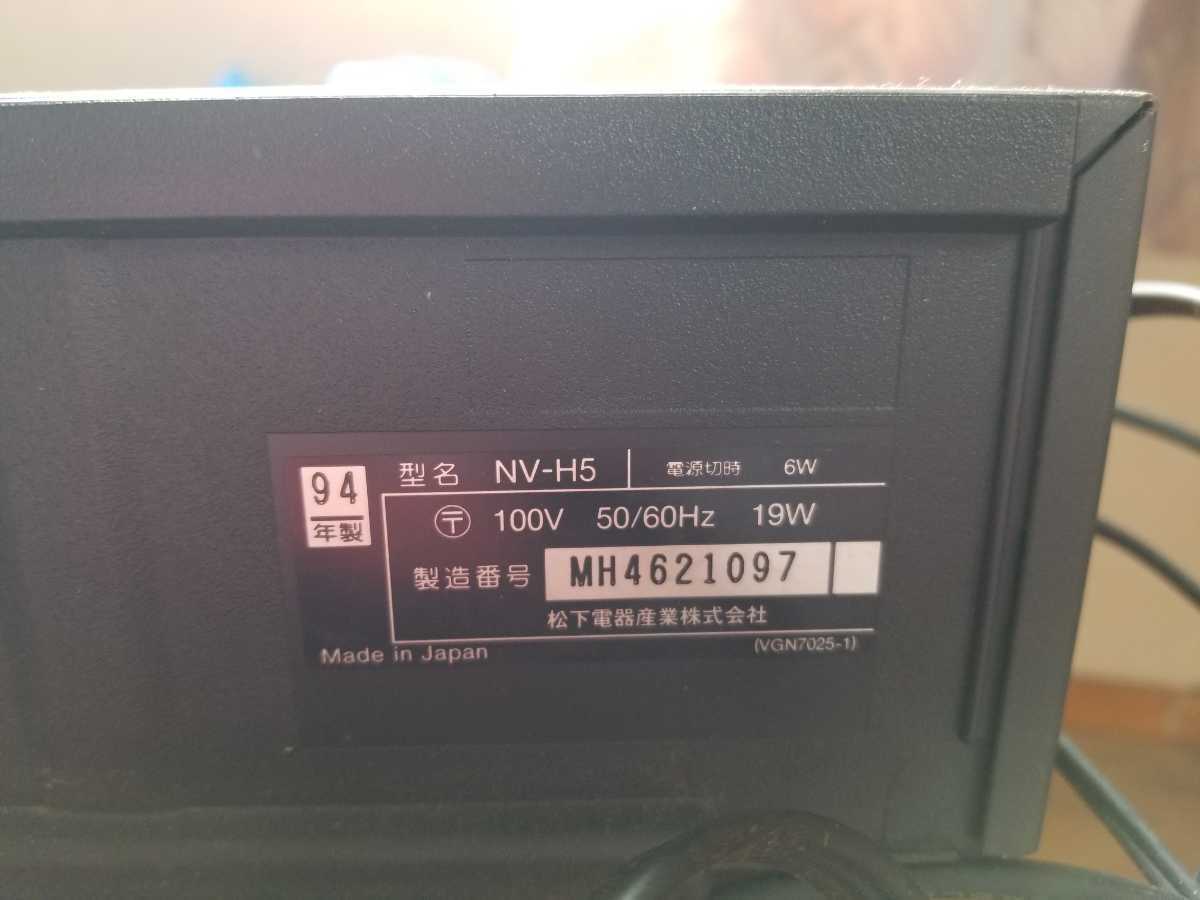 94
年製
型名 NV-H5 電源切時 6W
〒 100V 50/60Hz 19W
製造番号 MH4621097
松下電器産業株式会社
Made in Japan (VGN7025-1)